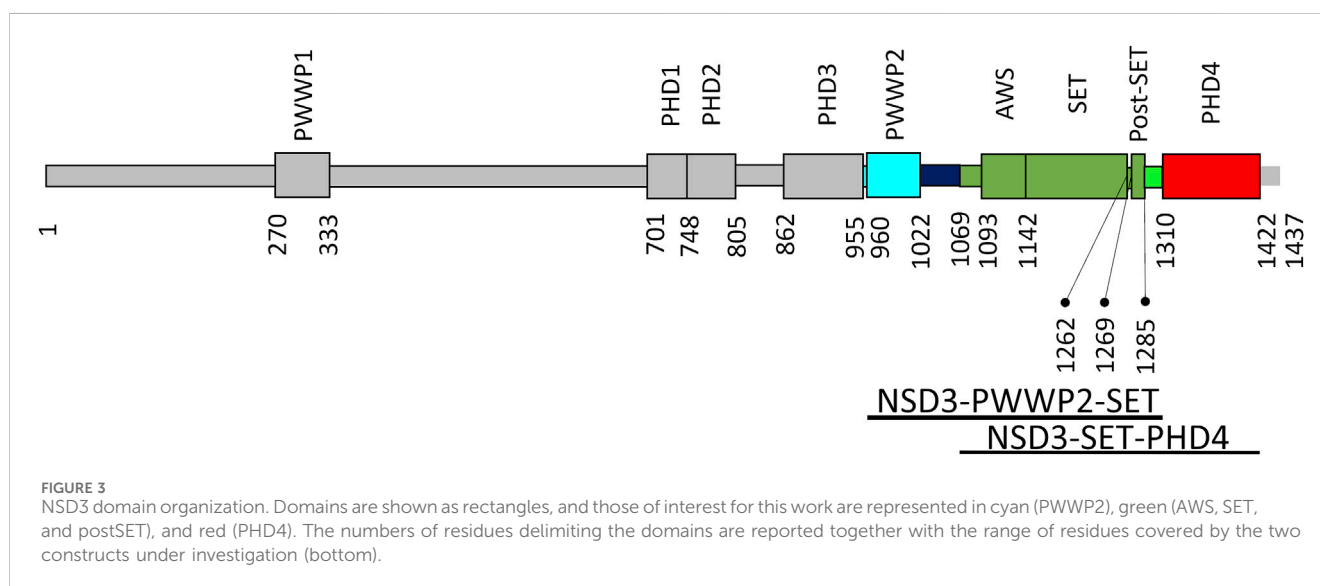 PWWP1
PHD1
PHD2
PHD3
PWWP2
AWS
SET
Post-SET
PHD4
1
270
333
701
748
805
862
955
960
1022
1069
1093
1142
1310
1422
1437
1262
1269
1285
NSD3-PWWP2-SET
NSD3-SET-PHD4
FIGURE 3
NSD3 domain organization. Domains are shown as rectangles, and those of interest for this work are represented in cyan (PWWP2), green (AWS, SET,
and postSET), and red (PHD4). The numbers of residues delimiting the domains are reported together with the range of residues covered by the two
constructs under investigation (bottom).